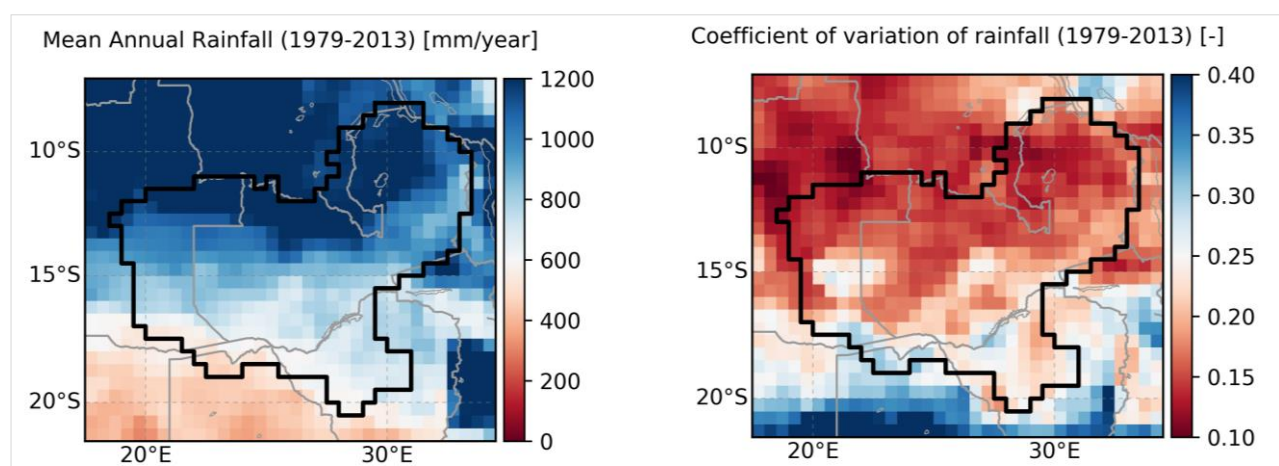 Mean Annual Rainfall (1979-2013) [mm/year]
1200
1000
800
600
400
200
0
10°S
15°S
20°S
20°E
30°E
Coefficient of variation of rainfall (1979-2013) [-]
0.40
0.35
0.30
0.25
0.20
0.15
0.10
10°S
15°S
20°S
20°E
30°E